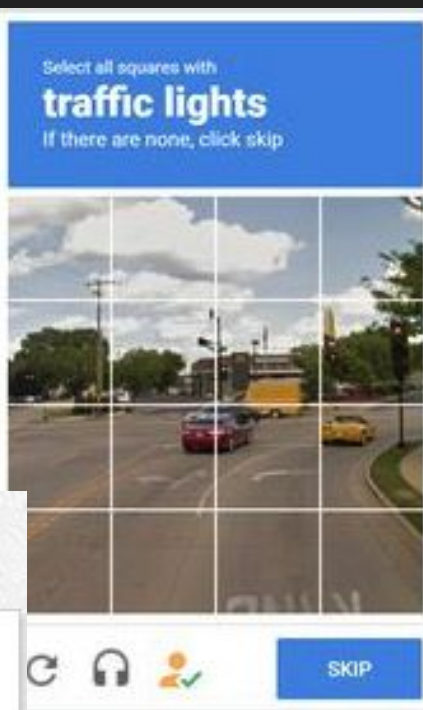 Select all squares with
traffic lights
If there are none, click skip
SKIP